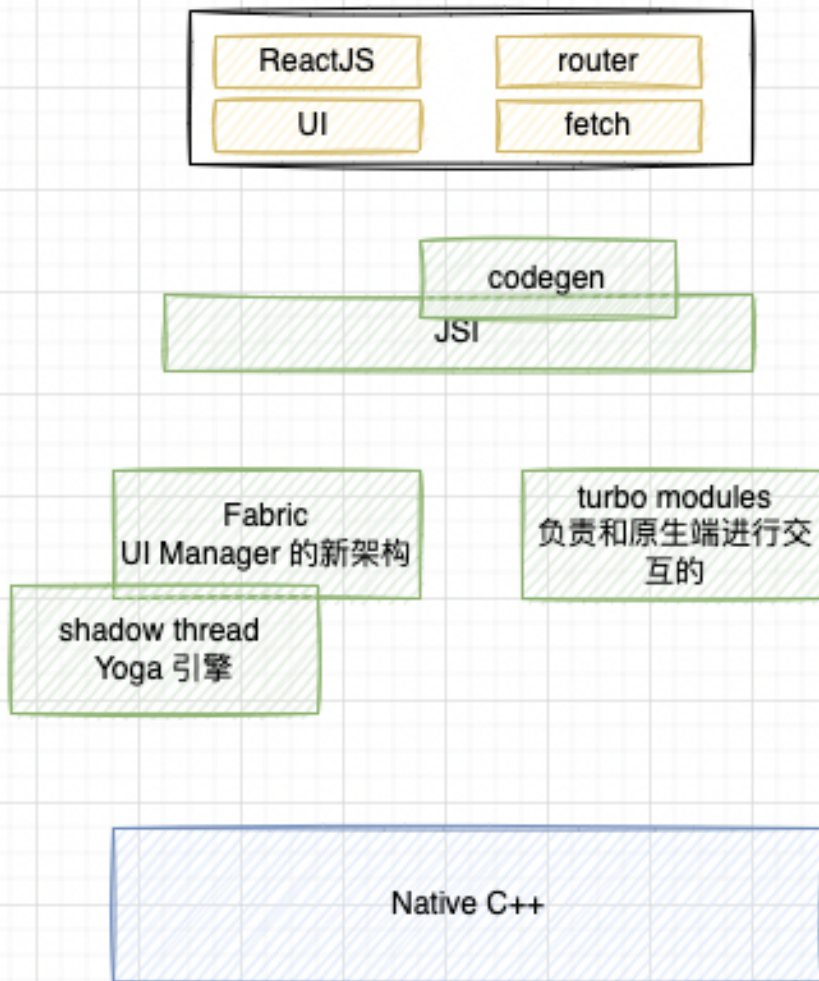 ReactJS
router
UI
fetch
codegen
JSI
Fabric
UI Manager 的新架构
turbo modules
负责和原生端进行交
互的
shadow thread
Yoga 引擎
Native C++